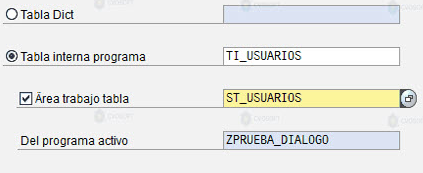 Tabla Dict
Tabla interna programa TI_USUARIOS
Área trabajo tabla ST_USUARIOS
Del programa activo ZPRUEBA_DIALOGO